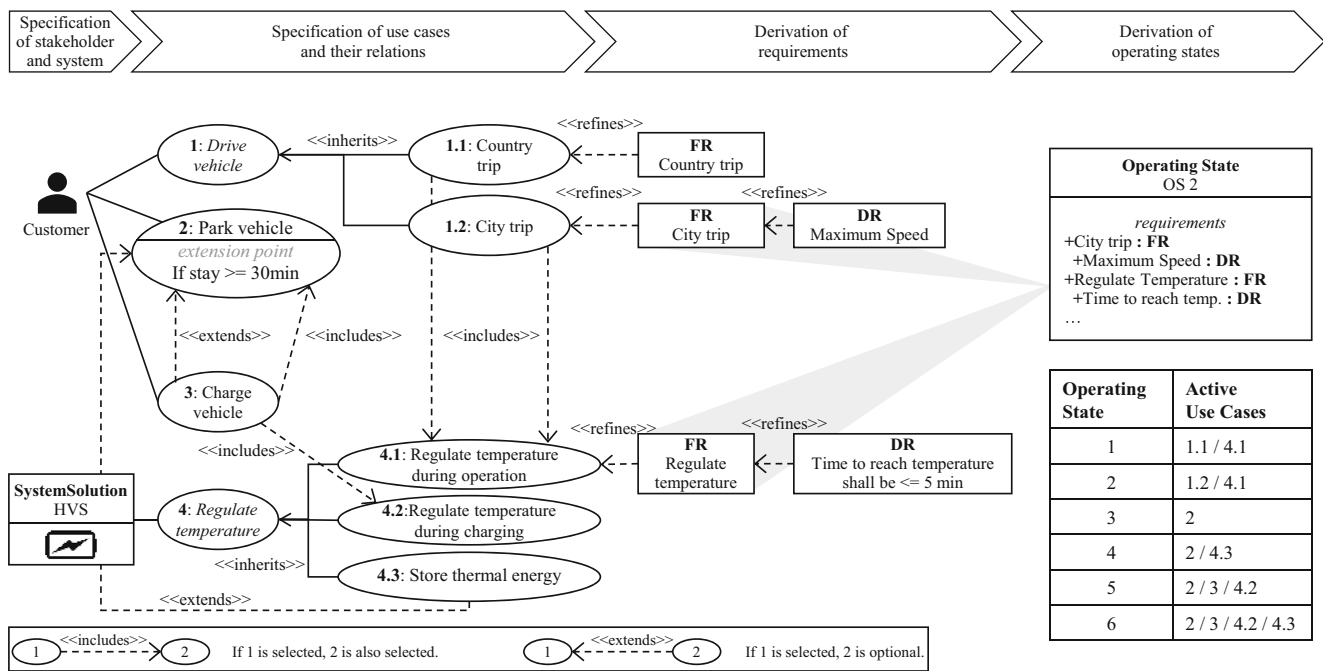 Specification
of stakeholder
and system
Specification of use cases
and their relations
Derivation of
requirements
Derivation of
operating states
Customer
1: Drive
vehicle
<<inherits>>
1.1: Country
trip
<<refines>>
FR
Country trip
2: Park vehicle
extension point
If stay >= 30min
1.2: City trip
<<refines>>
FR
City trip
<<refines>>
DR
Maximum Speed
Operating State
OS 2
requirements
+City trip : FR
+Maximum Speed : DR
+Regulate Temperature : FR
+Time to reach temp. : DR
…
<<extends>>
<<includes>>
<<includes>>
3: Charge
vehicle
<<includes>>
4.1: Regulate temperature
during operation
<<refines>>
FR
Regulate
temperature
<<refines>>
DR
Time to reach temperature
shall be <= 5 min
SystemSolution
HVS
4: Regulate
temperature
4.2:Regulate temperature
during charging
<<inherits>>
4.3: Store thermal energy
<<extends>>
Operating
State
Active
Use Cases
1
1.1 / 4.1
2
1.2 / 4.1
3
2
4
2 / 4.3
5
2 / 3 / 4.2
6
2 / 3 / 4.2 / 4.3
1
<<includes>>
2
If 1 is selected, 2 is also selected.
1
<<extends>>
2
If 1 is selected, 2 is optional.